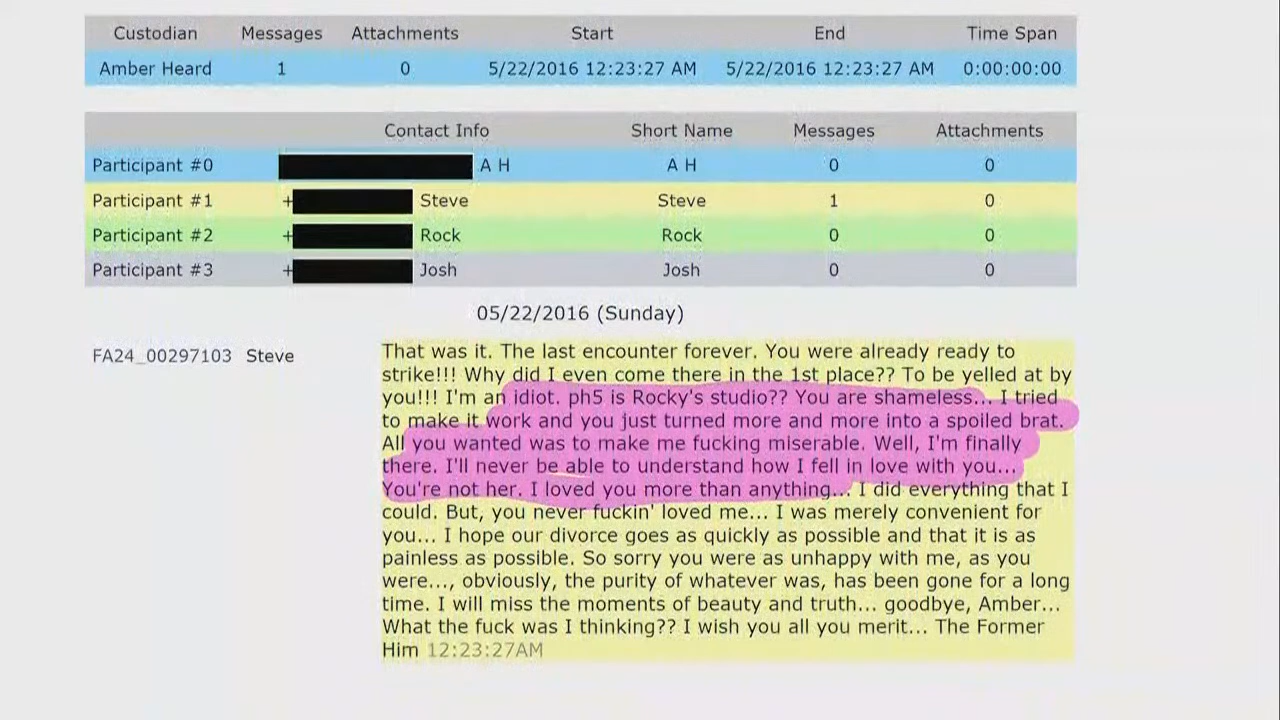 Custodian Messages Attachments Start End Time Span
Amber Heard 1 0 5/22/2016 12:23:27 AM 5/22/2016 12:23:27 AM 0:00:00:00
Contact Info Short Name Messages Attachments
Participant #0 A H A H 0 0
Participant #1 + Steve Steve 1 0
Participant #2 + Rock Rock 0 0
Participant #3 + Josh Josh 0 0
05/22/2016 (Sunday)
FA24_00297103 Steve
That was it. The last encounter forever. You were already ready to
strike!!! Why did I even come there in the 1st place?? To be yelled at by
you!!! I'm an idiot. ph5 is Rocky's studio?? You are shameless... I tried
to make it work and you just turned more and more into a spoiled brat.
All you wanted was to make me fucking miserable. Well, I'm finally
there. I'll never be able to understand how I fell in love with you...
You're not her. I loved you more than anything... I did everything that I
could. But, you never fuckin' loved me... I was merely convenient for
you... I hope our divorce goes as quickly as possible and that it is as
painless as possible. So sorry you were as unhappy with me, as you
were..., obviously, the purity of whatever was, has been gone for a long
time. I will miss the moments of beauty and truth... goodbye, Amber...
What the fuck was I thinking?? I wish you all you merit... The Former
Him 12:23:27AM